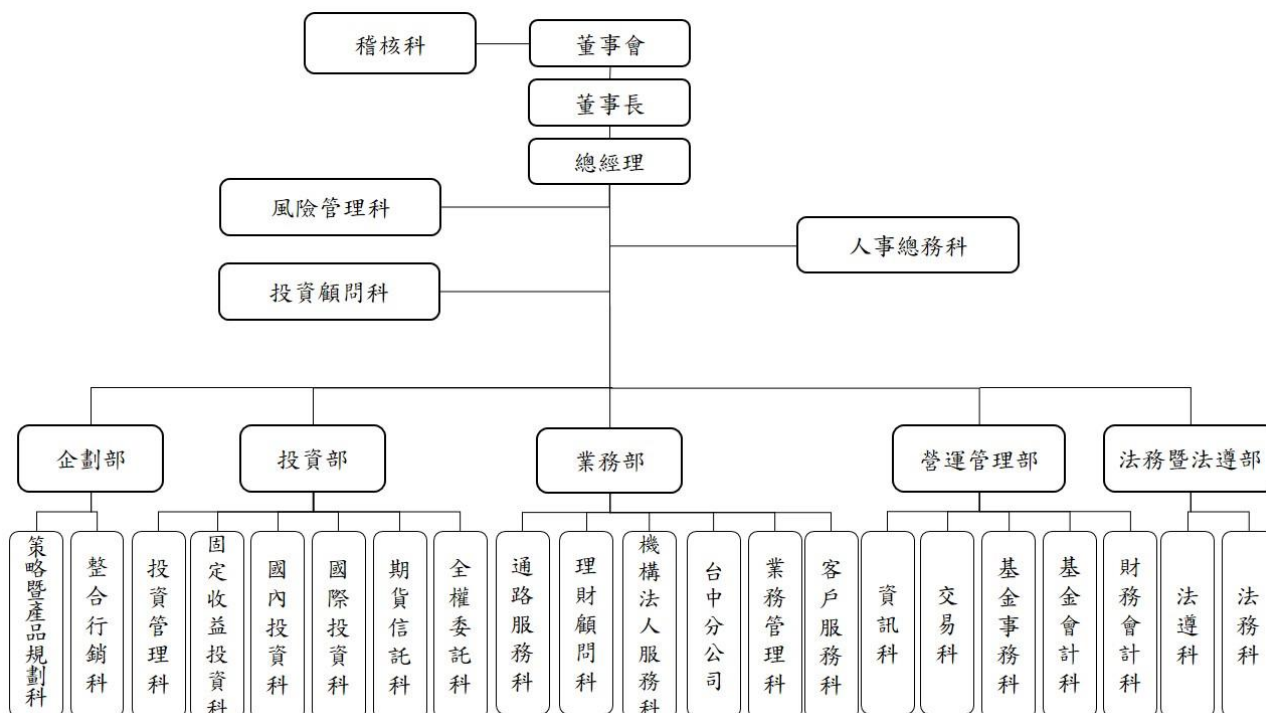 稽核科
董事會
董事長
總經理
風險管理科
人事總務科
投資顧問科
企劃部
投資部
業務部
營運管理部
法務暨法遵部
策略暨產品規劃科
整合行銷科
投資管理科
固定收益投資科
國內投資科
國際投資科
期貨信託科
全權委託科
通路服務科
理財顧問科
機構法人服務科
台中分公司
業務管理科
客戶服務科
資訊科
交易科
基金事務科
基金會計科
財務會計科
法遵科
法務科